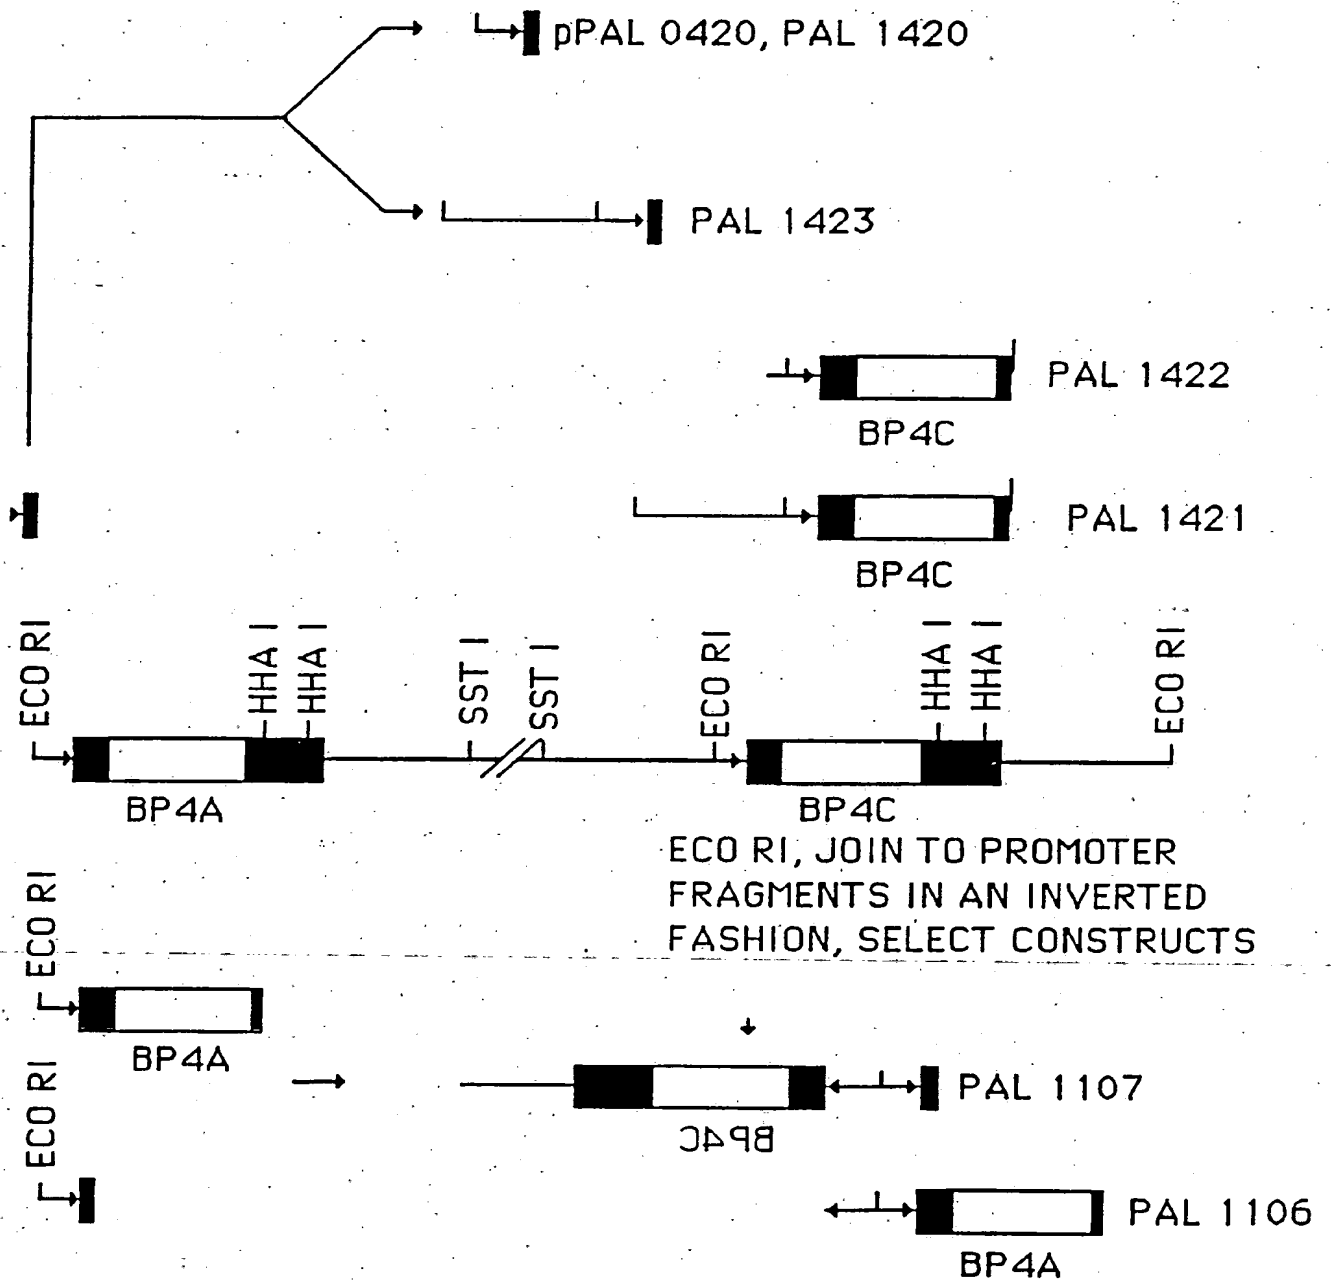 pPAL 0420, PAL 1420
PAL 1423
PAL 1422
BP4C
PAL 1421
BP4C
ECO RI
HHA I
HHA I
SST I
SST I
ECO RI
HHA I
HHA I
ECO RI
BP4A
BP4C
ECO RI, JOIN TO PROMOTER
FRAGMENTS IN AN INVERTED
FASHION, SELECT CONSTRUCTS
ECO RI
BP4A
ECO RI
PAL 1107
BP4C
PAL 1106
BP4A